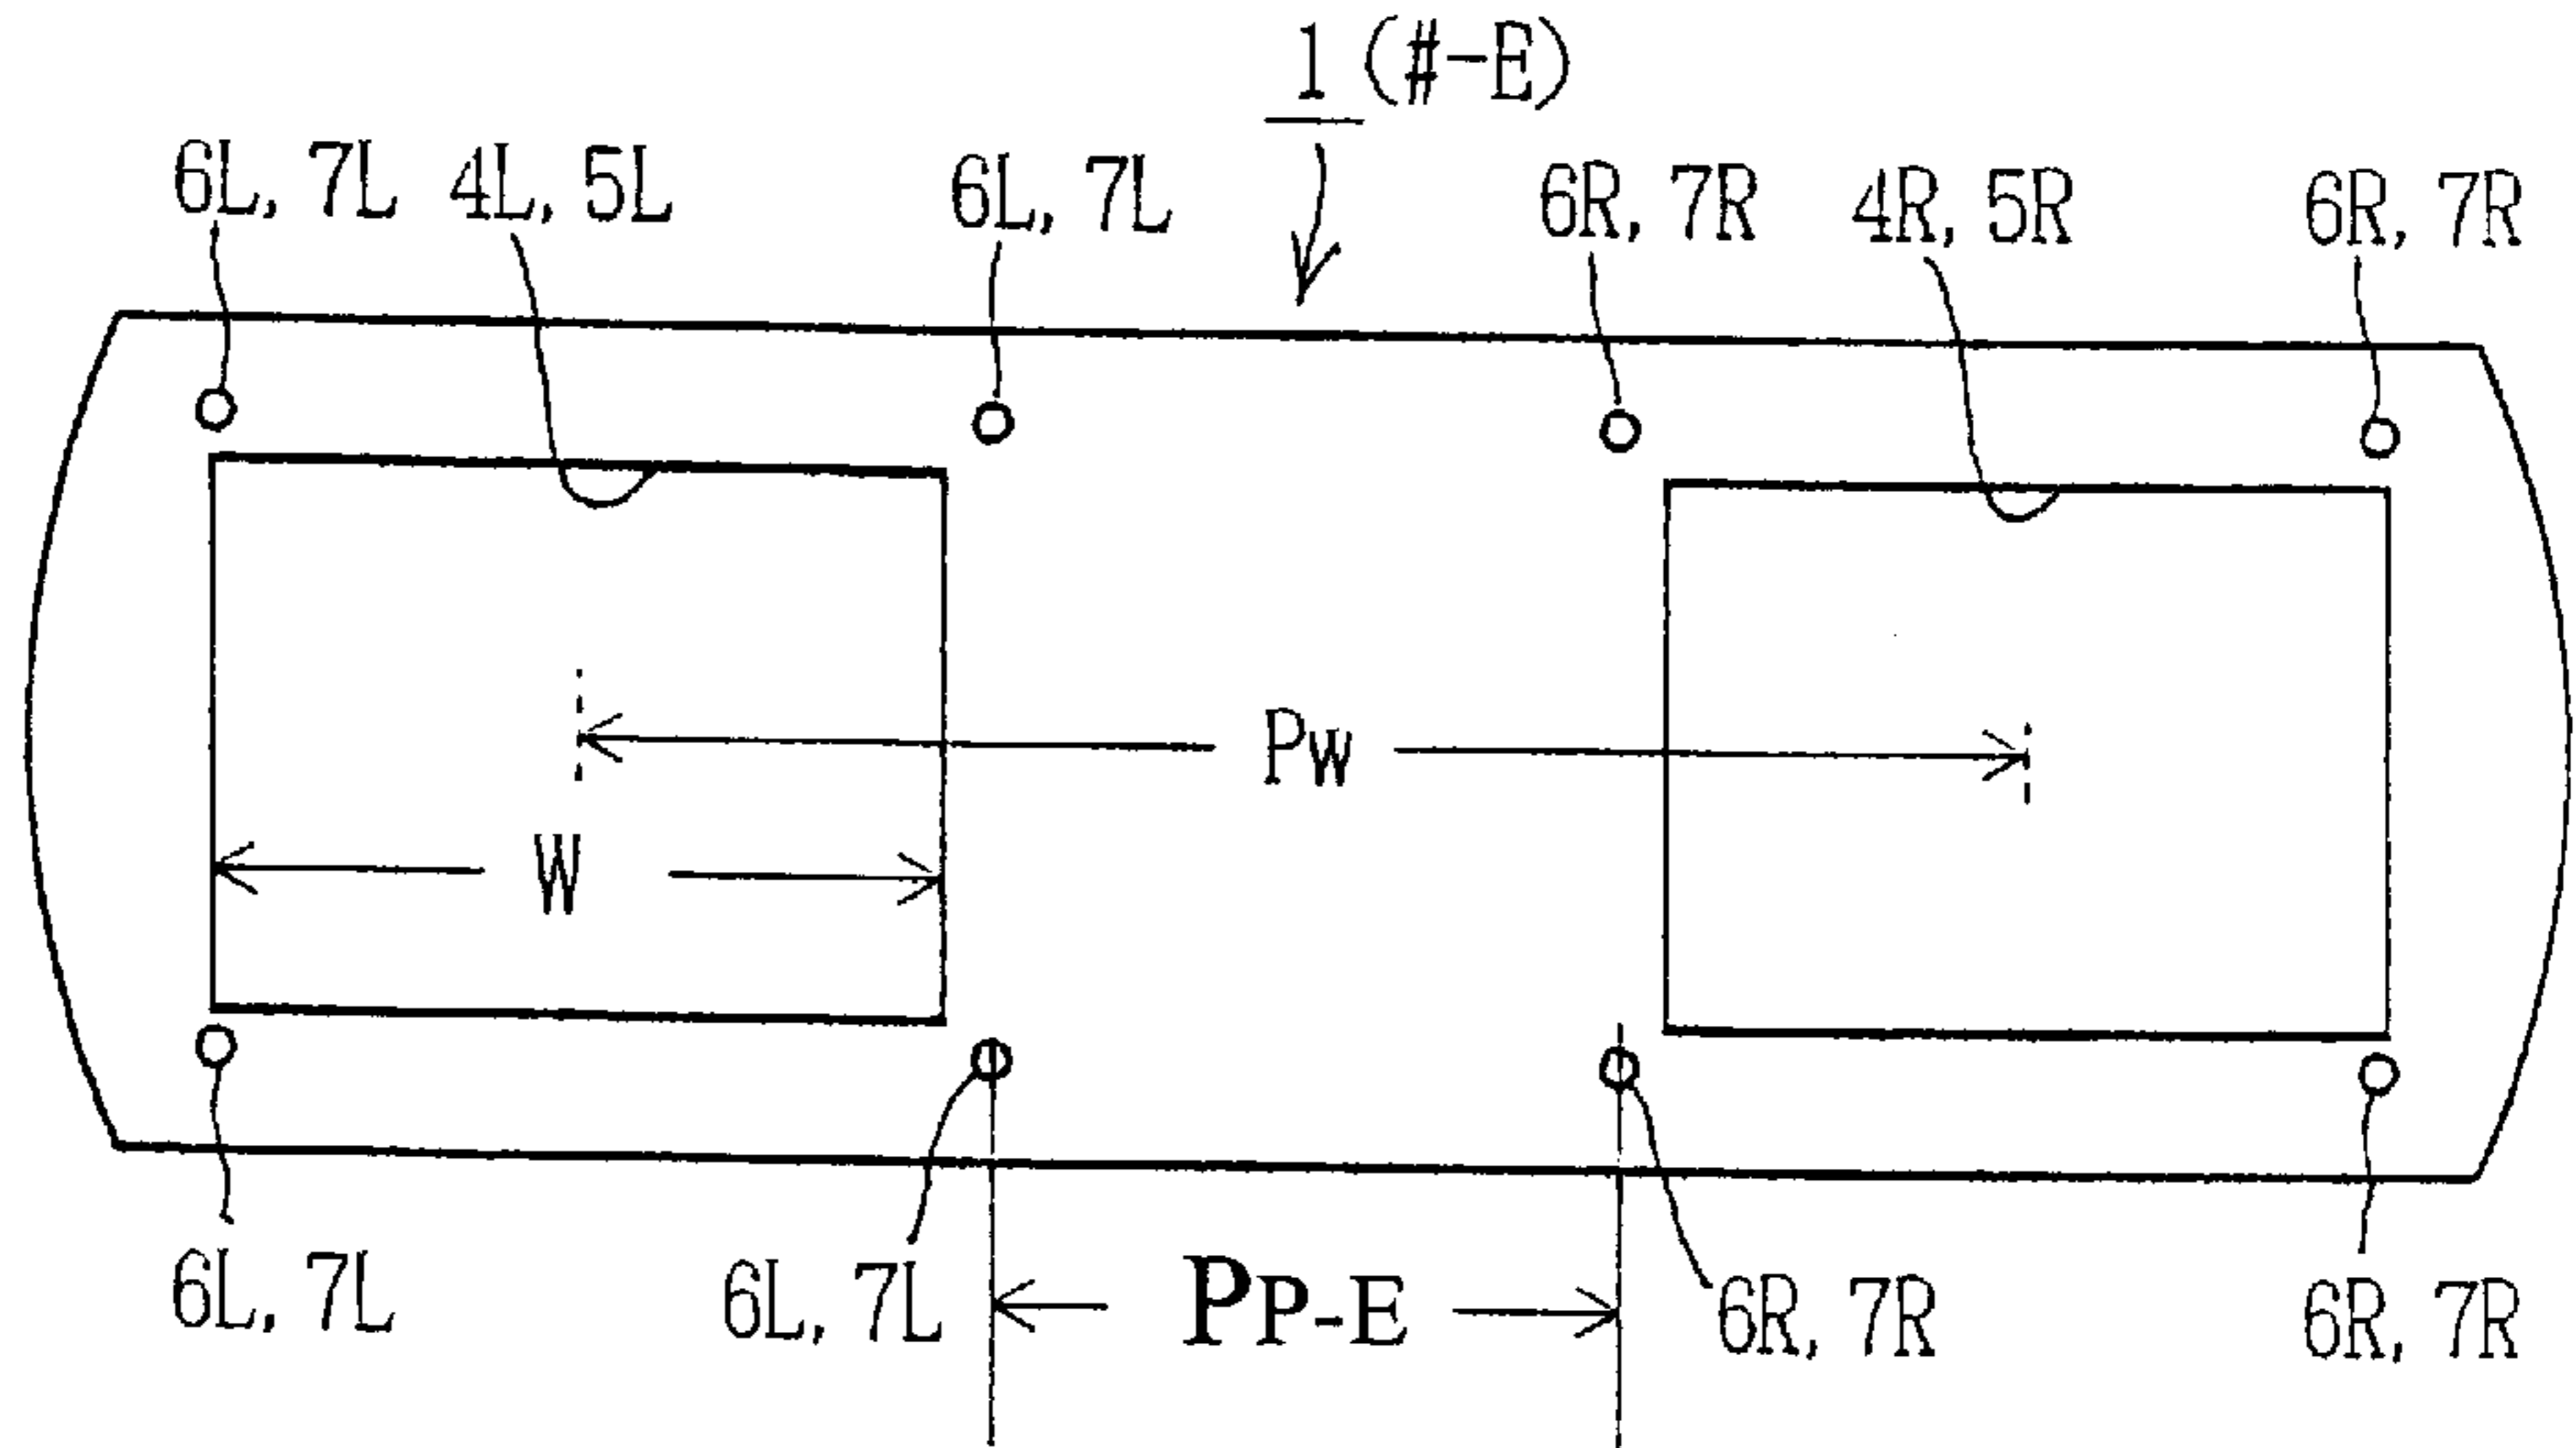 1 (#-E)
6L, 7L 4L, 5L 6L, 7L 6R, 7R 4R, 5R 6R, 7R
PW
W
6L, 7L 6L, 7L PP-E 6R, 7R 6R, 7R